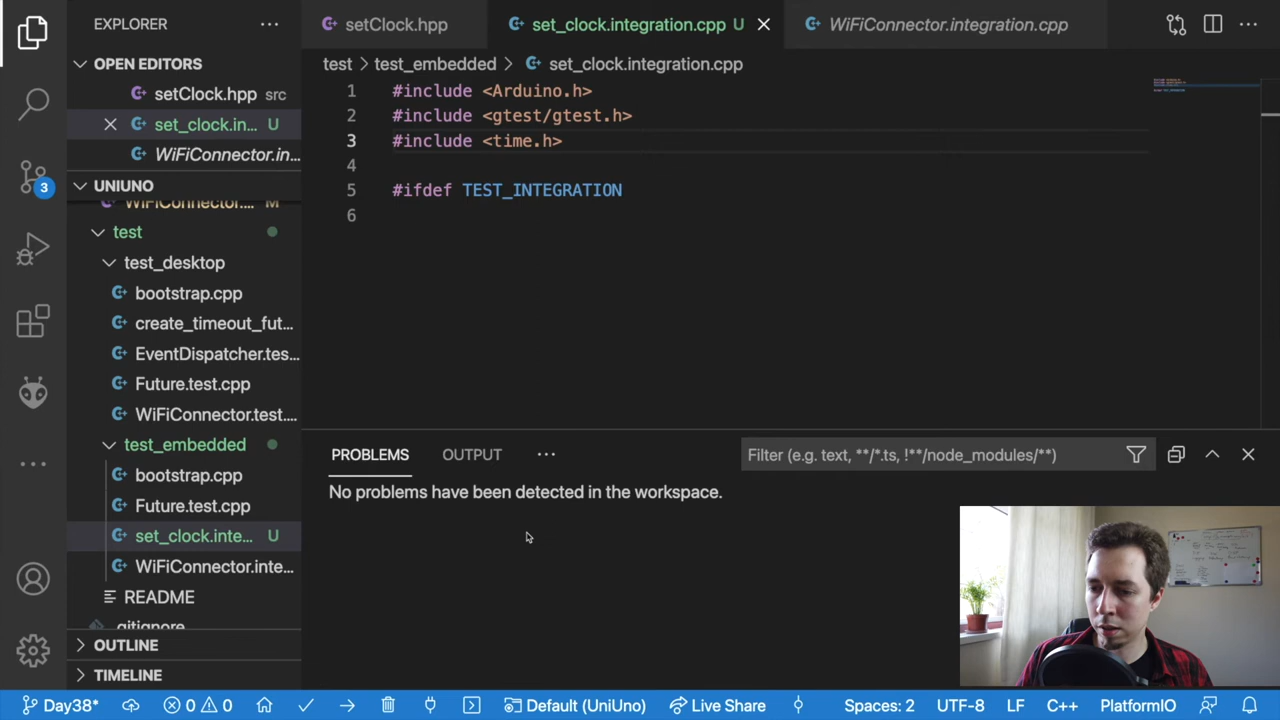 EXPLORER
setClock.hpp
set_clock.integration.cpp U
WiFiConnector.integration.cpp
OPEN EDITORS
setClock.hpp src
set_clock.in... U
WiFiConnector.in...
UNIUNO
WiFiConnector.... M
test
test_desktop
bootstrap.cpp
create_timeout_fut...
EventDispatcher.tes...
Future.test.cpp
WiFiConnector.test....
test_embedded
bootstrap.cpp
Future.test.cpp
set_clock.inte... U
WiFiConnector.inte...
README
.gitignore
OUTLINE
TIMELINE
3
test > test_embedded > set_clock.integration.cpp
1 #include <Arduino.h>
2 #include <gtest/gtest.h>
3 #include <time.h>
4
5 #ifdef TEST_INTEGRATION
6
PROBLEMS OUTPUT
Filter (e.g. text, **/*.ts, !**/node_modules/**)
No problems have been detected in the workspace.
Day38* 0 0 Default (UniUno) Live Share Spaces: 2 UTF-8 LF C++ PlatformIO